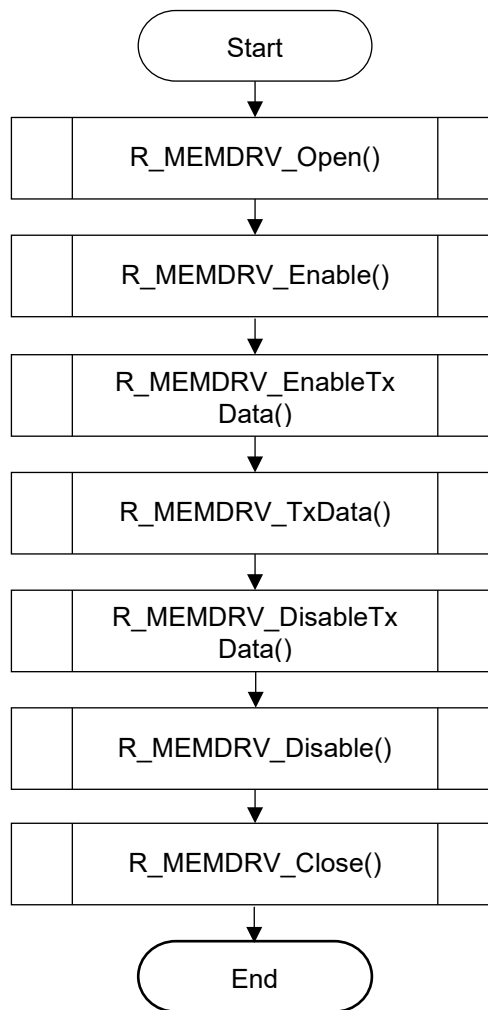 Start
R_MEMDRV_Open()
R_MEMDRV_Enable()
R_MEMDRV_EnableTx
Data()
R_MEMDRV_TxData()
R_MEMDRV_DisableTx
Data()
R_MEMDRV_Disable()
R_MEMDRV_Close()
End